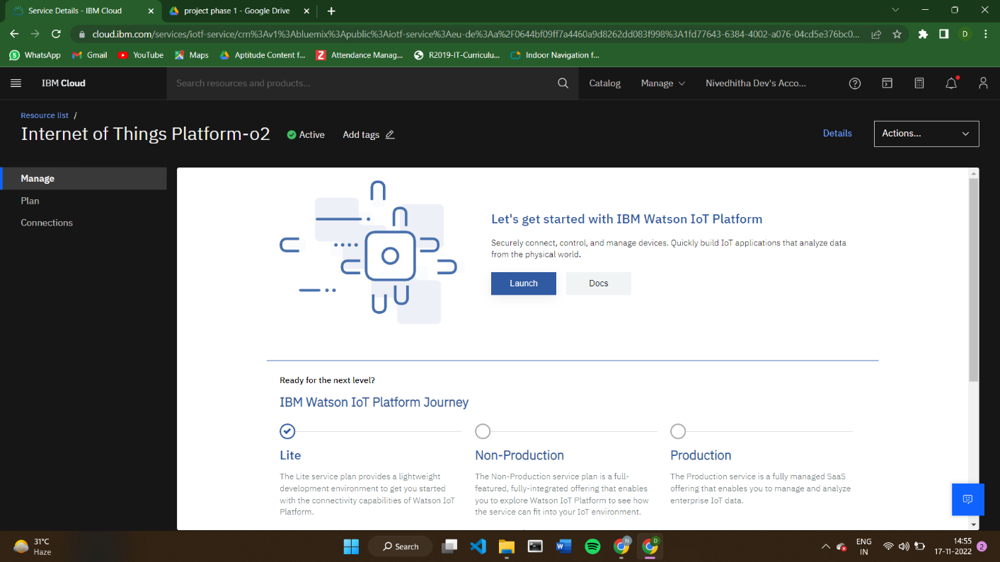 Service Details - IBM Cloud
project phase 1 - Google Drive
cloud.ibm.com/services/iotf-service/crn%3Av1%3Abluemix%3Apublic%3Aiotf-service%3Aeu-de%3Aa%2F0644bf09ff7a4460a9d8262dd083f998%3A1fd77643-6384-4002-a076-04cd5e376bc0...
D
WhatsApp
Gmail
YouTube
Maps
Aptitude Content f...
Attendance Manag...
R2019-IT-Curriculu...
Indoor Navigation f...
IBM Cloud
Search resources and products...
Catalog
Manage
Nivedhitha Dev's Acco...
Resource list /
Internet of Things Platform-o2
Active
Add tags
Details
Actions...
Manage
Plan
Connections
Let's get started with IBM Watson IoT Platform
Securely connect, control, and manage devices. Quickly build IoT applications that analyze data
from the physical world.
Launch
Docs
Ready for the next level?
IBM Watson IoT Platform Journey
Lite
The Lite service plan provides a lightweight
development environment to get you started
with the connectivity capabilities of Watson IoT
Platform.
Non-Production
The Non-Production service plan is a full-
featured, fully-integrated offering that enables
you to explore Watson IoT Platform to see how
the service can fit into your IoT environment.
Production
The Production service is a fully managed SaaS
offering that enables you to manage and analyze
enterprise IoT data.
31°C
Haze
Search
N
D
ENG
IN
14:55
17-11-2022
2